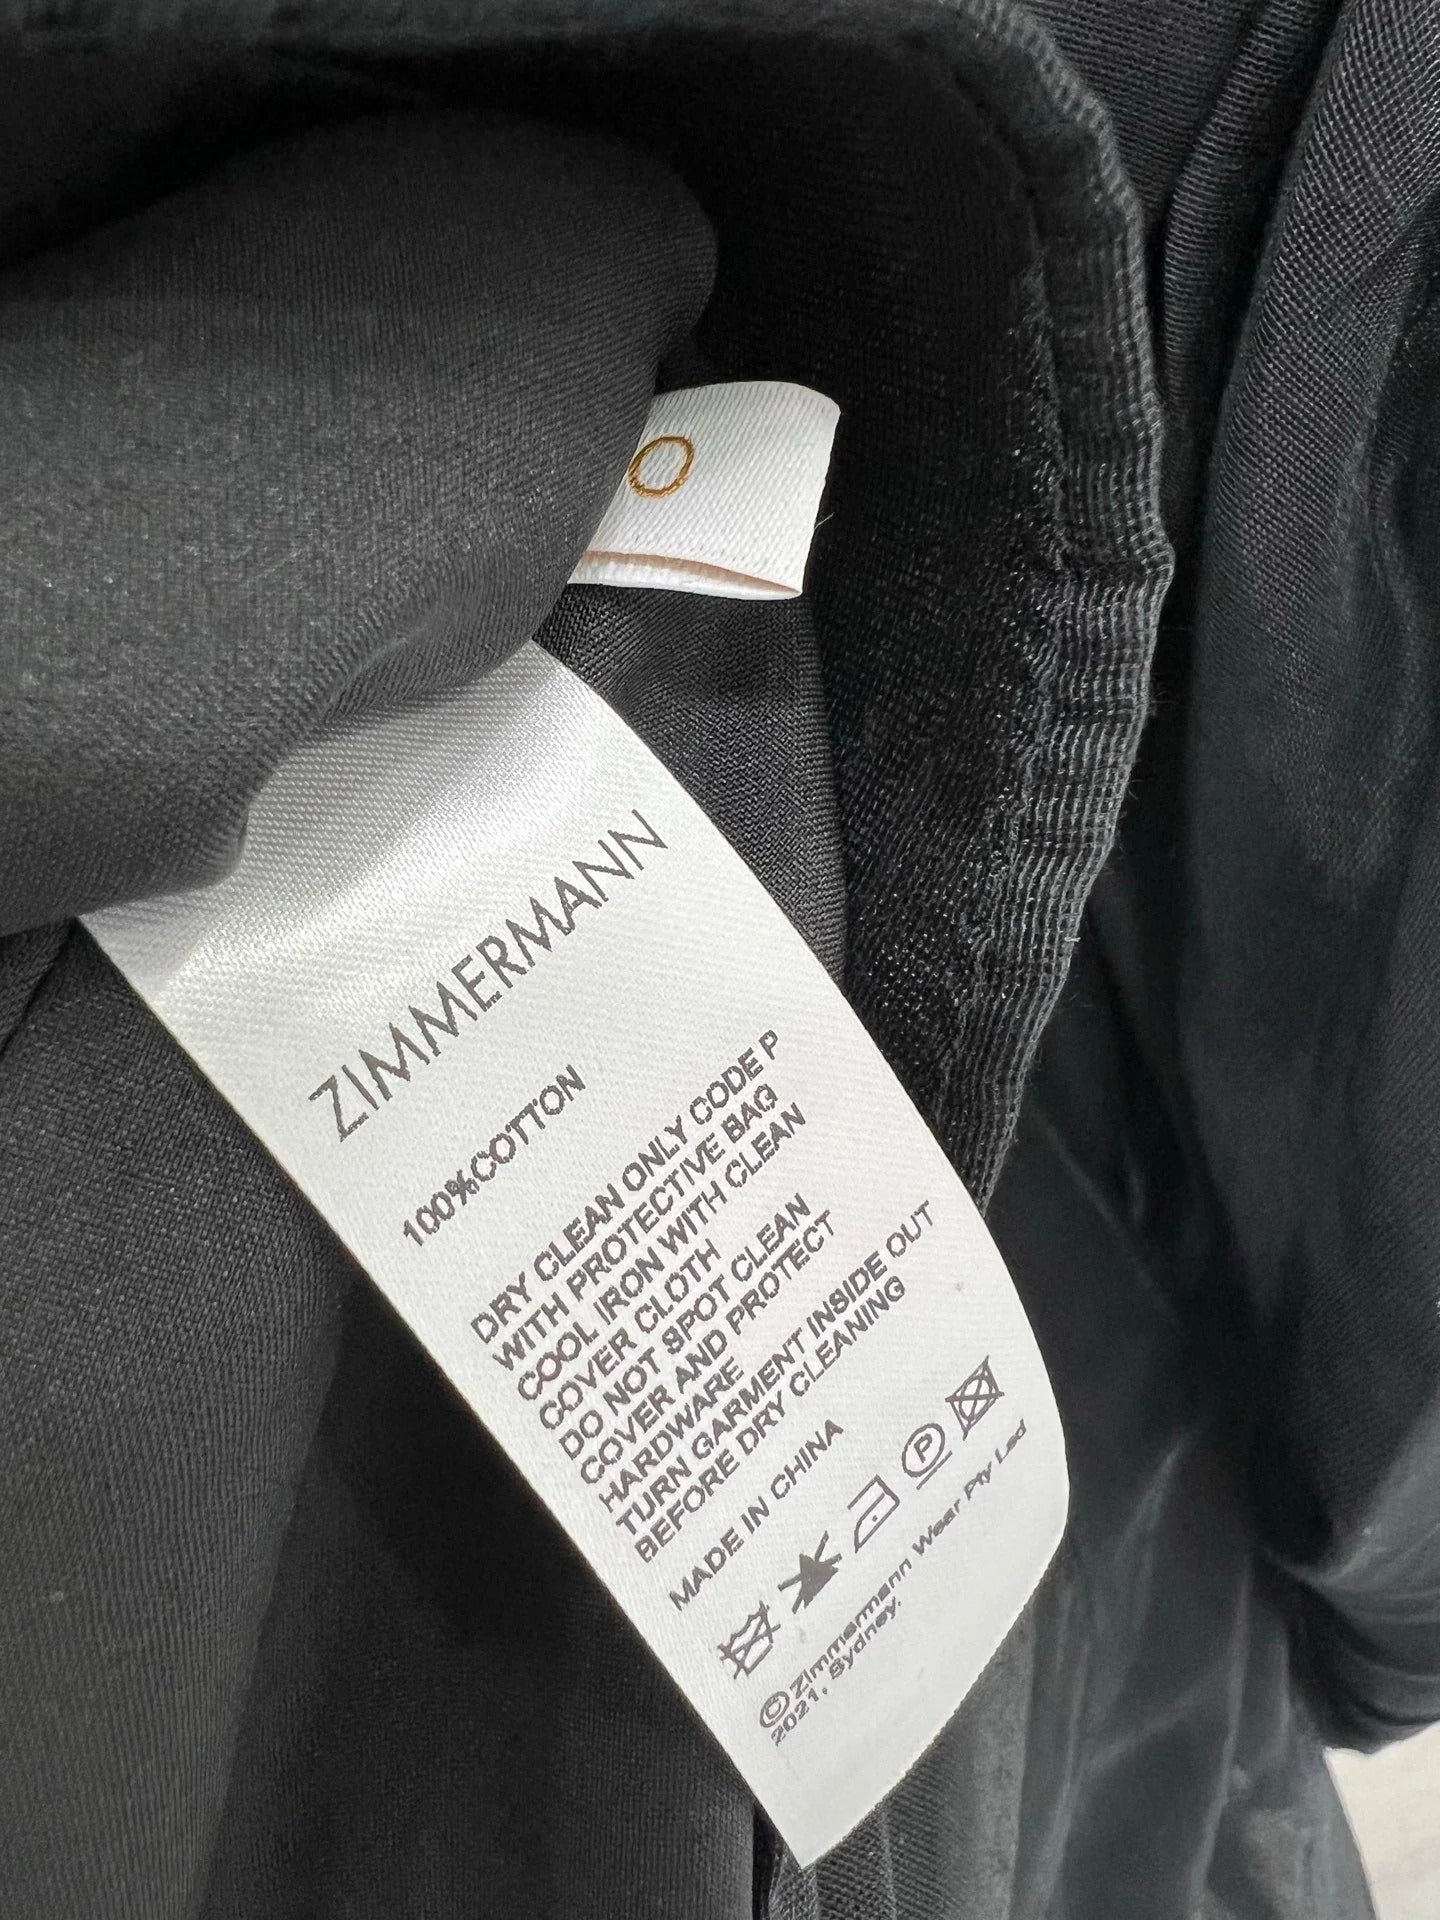 0
ZIMMERMANN
100%COTTON
DRY CLEAN ONLY CODE P
WITH PROTECTIVE BAG
COOL IRON WITH CLEAN
COVER CLOTH
DO NOT SPOT CLEAN
COVER AND PROTECT
HARDWARE
TURN GARMENT INSIDE OUT
BEFORE DRY CLEANING
MADE IN CHINA
P
©Zimmermann Wear Pty Lsd
2021, Sydney.